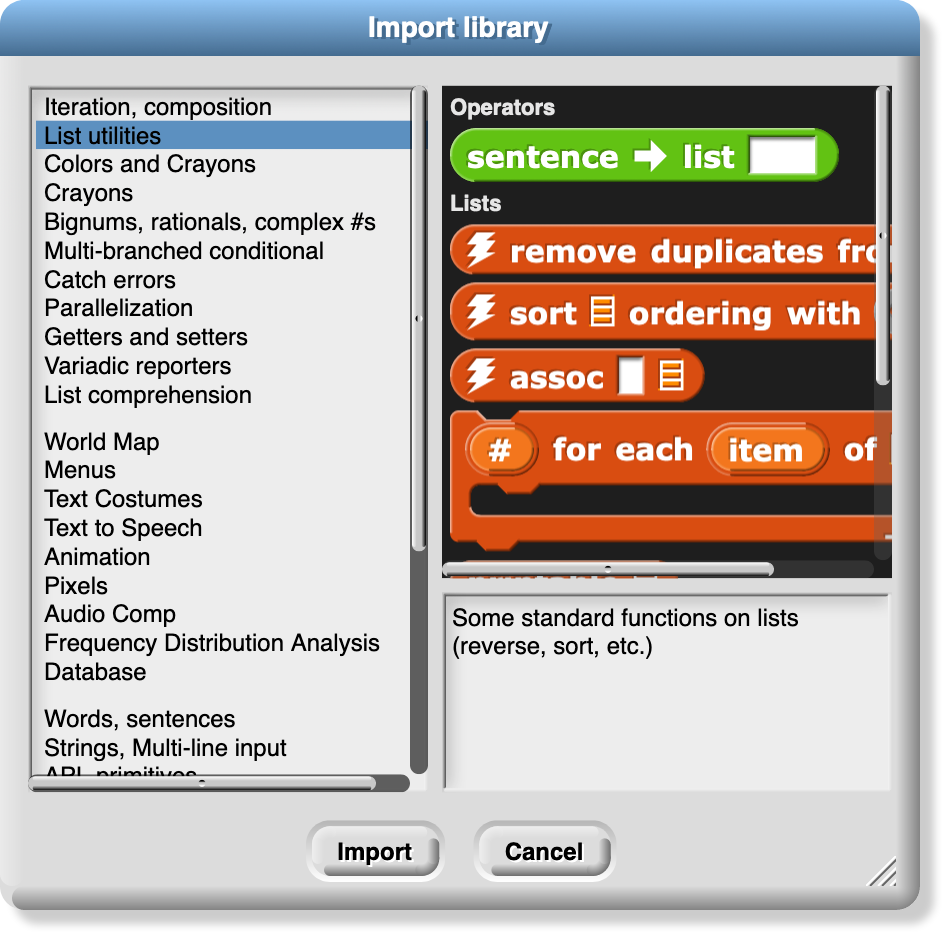 Import library
Iteration, composition
List utilities
Colors and Crayons
Crayons
Bignums, rationals, complex #s
Multi-branched conditional
Catch errors
Parallelization
Getters and setters
Variadic reporters
List comprehension
World Map
Menus
Text Costumes
Text to Speech
Animation
Pixels
Audio Comp
Frequency Distribution Analysis
Database
Words, sentences
Strings, Multi-line input
APL primitives
Operators
sentence → list
Lists
remove duplicates fro
sort ordering with
assoc
# for each item of
Some standard functions on lists
(reverse, sort, etc.)
Import
Cancel